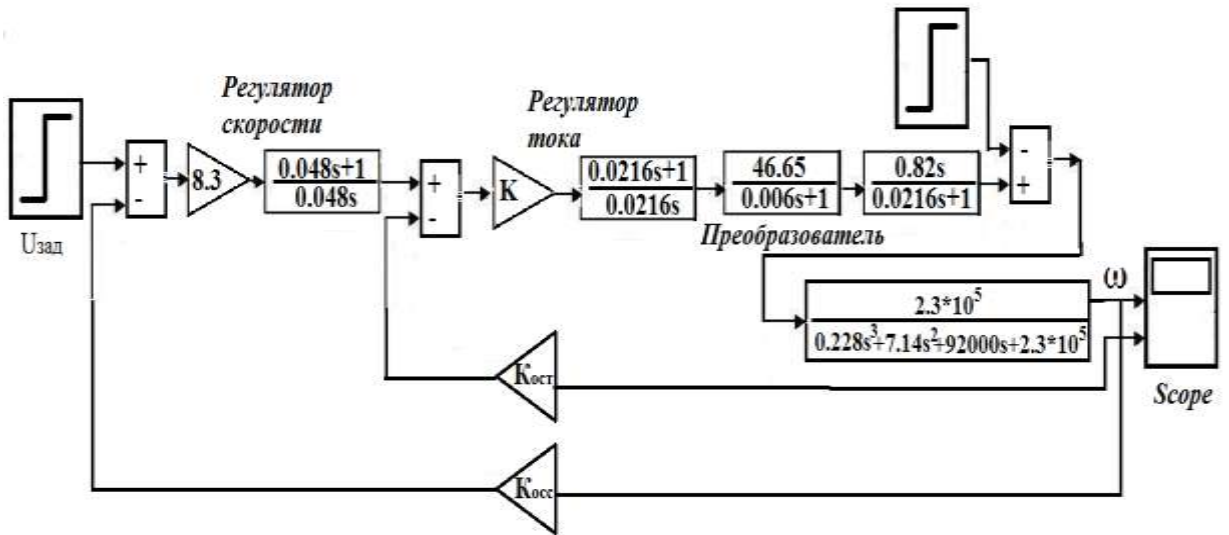 Регулятор
скорости
Регулятор
тока
+
-
8.3
0.048s+1
0.048s
+
-
К
0.0216s+1
0.0216s
46.65
0.006s+1
0.82s
0.0216s+1
-
+
Uзад
Преобразователь
2.3*10^5
0.228s^3+7.14s^2+92000s+2.3*10^5
ω
Scope
Кост
Косс